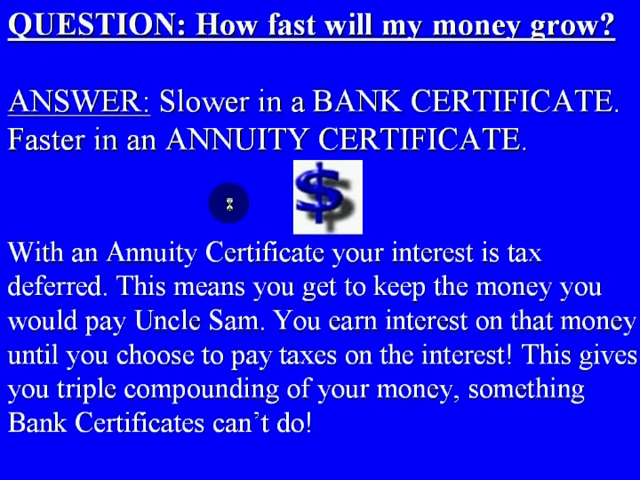 QUESTION: How fast will my money grow?
ANSWER: Slower in a BANK CERTIFICATE.
Faster in an ANNUITY CERTIFICATE.
$
With an Annuity Certificate your interest is tax
deferred. This means you get to keep the money you
would pay Uncle Sam. You earn interest on that money
until you choose to pay taxes on the interest! This gives
you triple compounding of your money, something
Bank Certificates can't do!